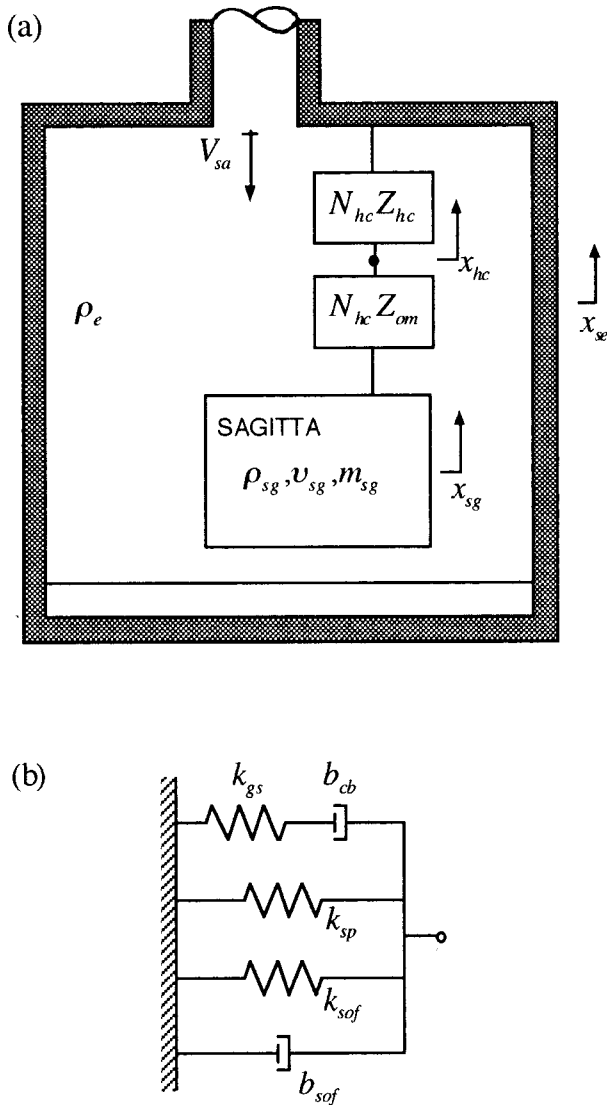 (a)
V_sa
N_hc Z_hc
x_hc
N_hc Z_om
ρ_e
x_se
SAGITTA
ρ_sg, υ_sg, m_sg
x_sg
(b)
k_gs
b_cb
k_sp
k_sof
b_sof